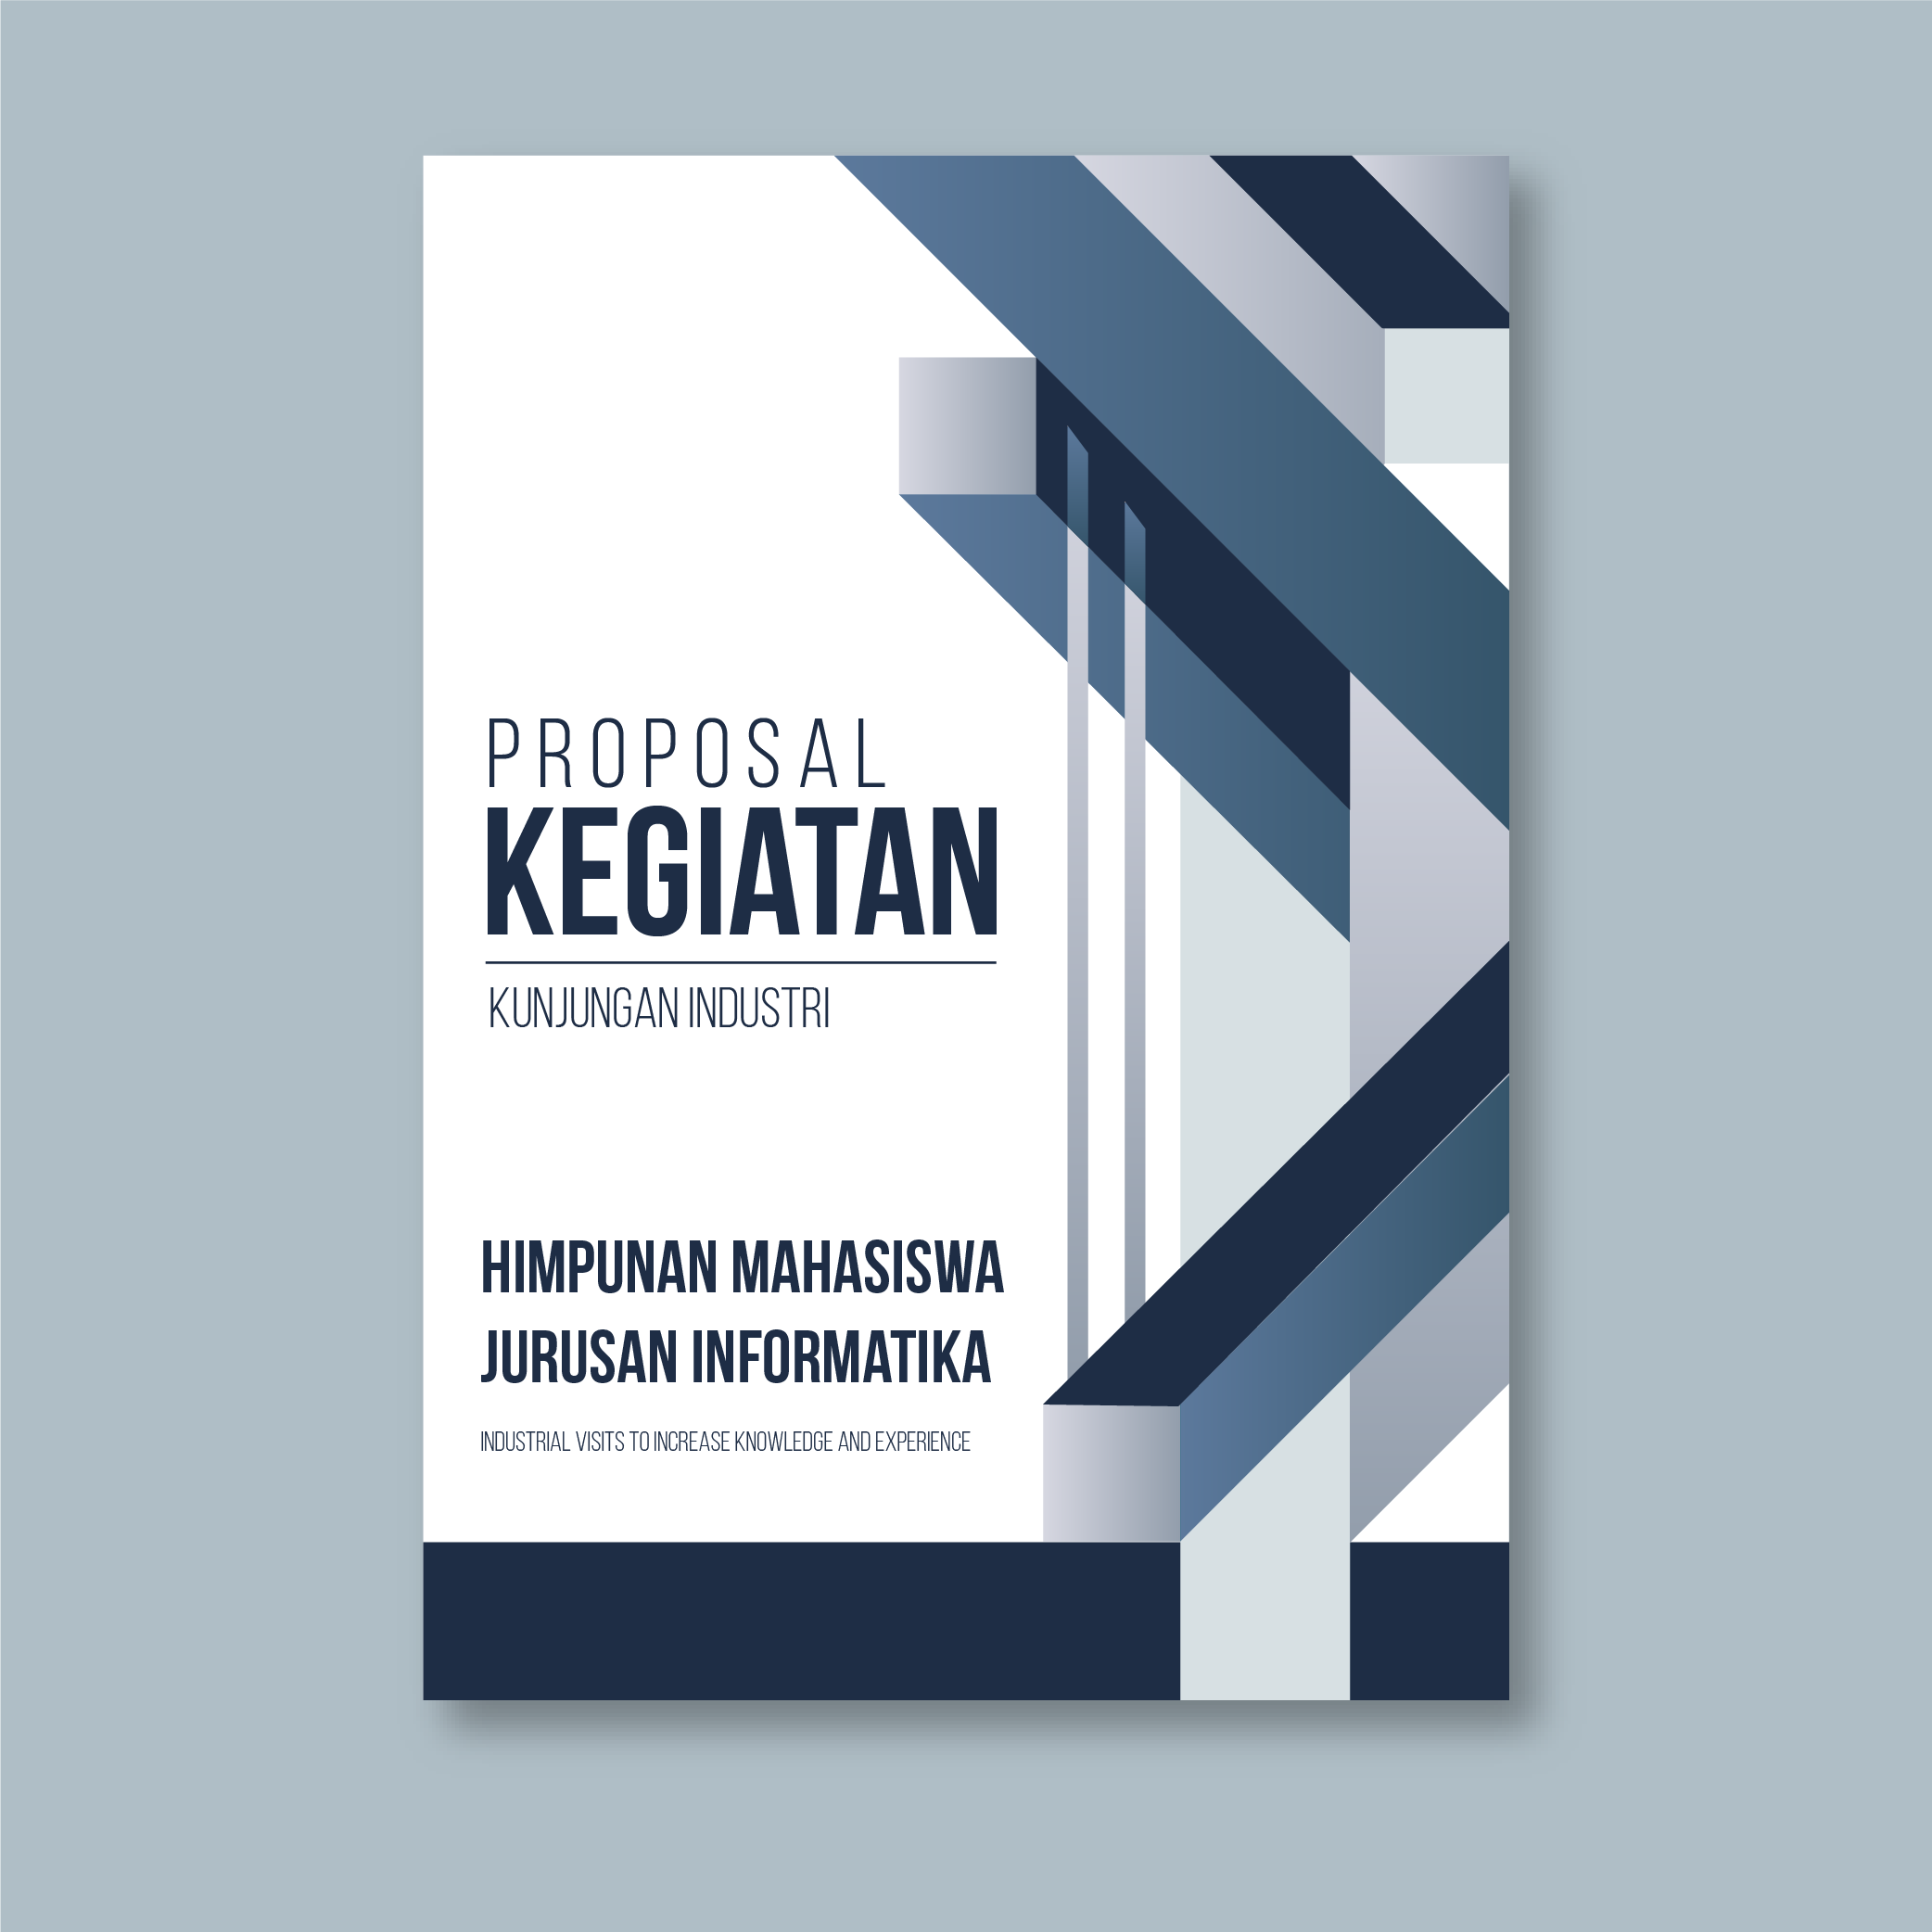 PROPOSAL
KEGIATAN
KUNJUNGAN INDUSTRI
HIMPUNAN MAHASISWA
JURUSAN INFORMATIKA
INDUSTRIAL VISITS TO INCREASE KNOWLEDGE AND EXPERIENCE